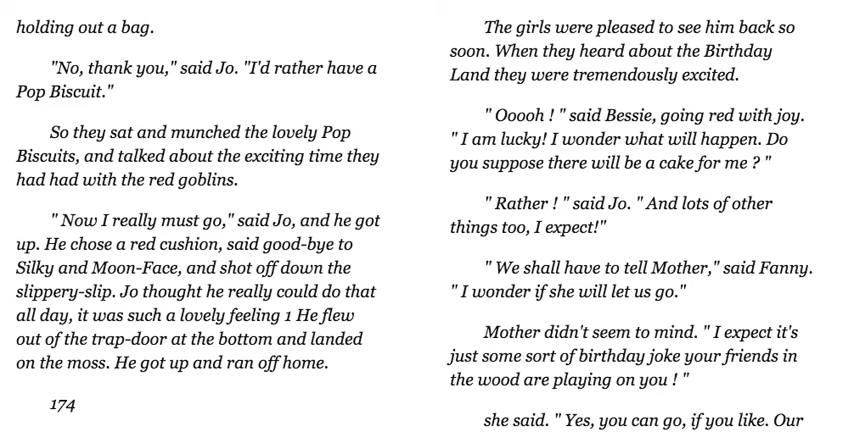 holding out a bag.
"No, thank you," said Jo. "I'd rather have a
Pop Biscuit."
So they sat and munched the lovely Pop
Biscuits, and talked about the exciting time they
had had with the red goblins.
" Now I really must go," said Jo, and he got
up. He chose a red cushion, said good-bye to
Silky and Moon-Face, and shot off down the
slippery-slip. Jo thought he really could do that
all day, it was such a lovely feeling 1 He flew
out of the trap-door at the bottom and landed
on the moss. He got up and ran off home.
174
The girls were pleased to see him back so
soon. When they heard about the Birthday
Land they were tremendously excited.
" Ooooh ! " said Bessie, going red with joy.
" I am lucky! I wonder what will happen. Do
you suppose there will be a cake for me ? "
" Rather ! " said Jo. " And lots of other
things too, I expect!"
" We shall have to tell Mother," said Fanny.
" I wonder if she will let us go."
Mother didn't seem to mind. " I expect it's
just some sort of birthday joke your friends in
the wood are playing on you ! "
she said. " Yes, you can go, if you like. Our